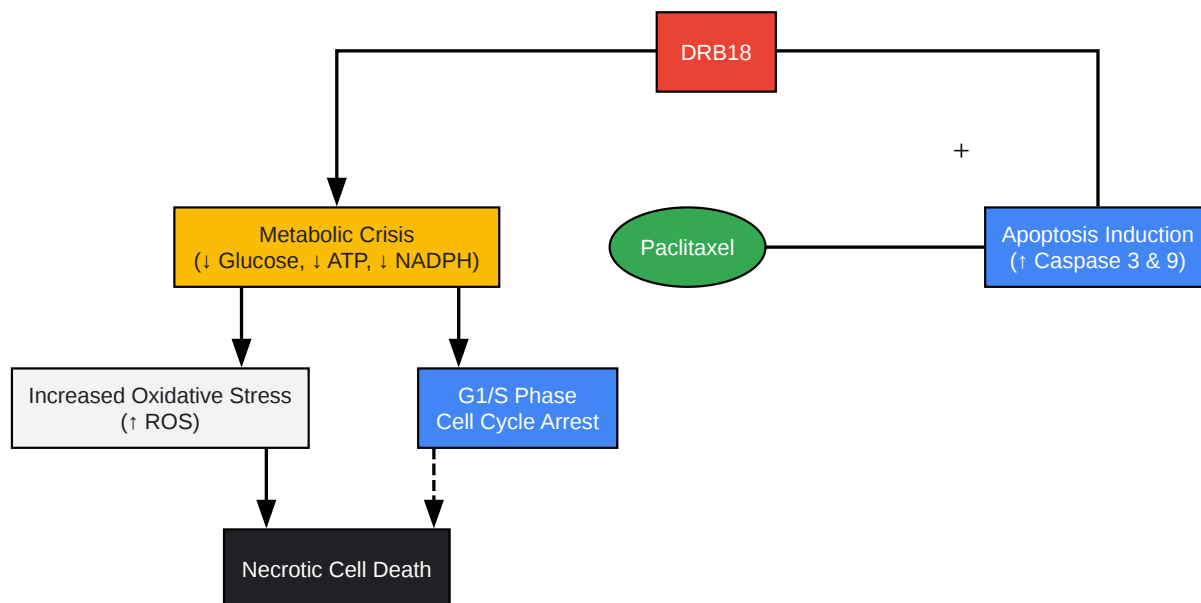 DRB18
+
Metabolic Crisis
(↓ Glucose, ↓ ATP, ↓ NADPH)
Paclitaxel
Apoptosis Induction
(↑ Caspase 3 & 9)
Increased Oxidative Stress
(↑ ROS)
G1/S Phase
Cell Cycle Arrest
Necrotic Cell Death